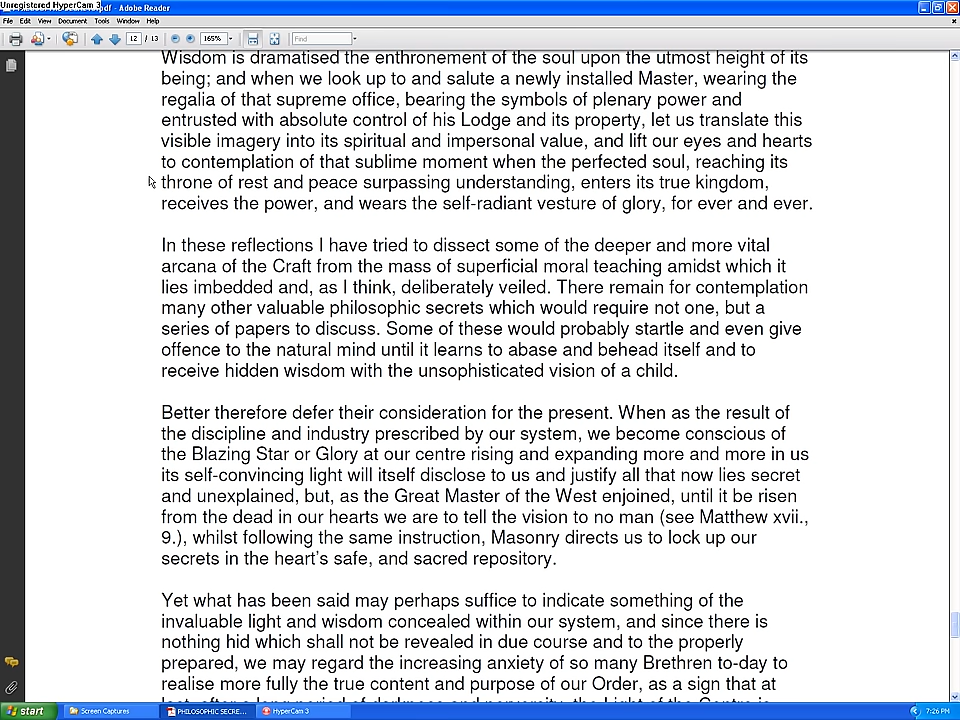 Unregistered HyperCam 3
.pdf - Adobe Reader
File Edit View Document Tools Window Help
12 / 13 165% Find
Wisdom is dramatised the enthronement of the soul upon the utmost height of its
being; and when we look up to and salute a newly installed Master, wearing the
regalia of that supreme office, bearing the symbols of plenary power and
entrusted with absolute control of his Lodge and its property, let us translate this
visible imagery into its spiritual and impersonal value, and lift our eyes and hearts
to contemplation of that sublime moment when the perfected soul, reaching its
throne of rest and peace surpassing understanding, enters its true kingdom,
receives the power, and wears the self-radiant vesture of glory, for ever and ever.
In these reflections I have tried to dissect some of the deeper and more vital
arcana of the Craft from the mass of superficial moral teaching amidst which it
lies imbedded and, as I think, deliberately veiled. There remain for contemplation
many other valuable philosophic secrets which would require not one, but a
series of papers to discuss. Some of these would probably startle and even give
offence to the natural mind until it learns to abase and behead itself and to
receive hidden wisdom with the unsophisticated vision of a child.
Better therefore defer their consideration for the present. When as the result of
the discipline and industry prescribed by our system, we become conscious of
the Blazing Star or Glory at our centre rising and expanding more and more in us
its self-convincing light will itself disclose to us and justify all that now lies secret
and unexplained, but, as the Great Master of the West enjoined, until it be risen
from the dead in our hearts we are to tell the vision to no man (see Matthew xvii.,
9.), whilst following the same instruction, Masonry directs us to lock up our
secrets in the heart's safe, and sacred repository.
Yet what has been said may perhaps suffice to indicate something of the
invaluable light and wisdom concealed within our system, and since there is
nothing hid which shall not be revealed in due course and to the properly
prepared, we may regard the increasing anxiety of so many Brethren to-day to
realise more fully the true content and purpose of our Order, as a sign that at
start Screen Captures PHILOSOPHIC SECRE... HyperCam 3 7:26 PM